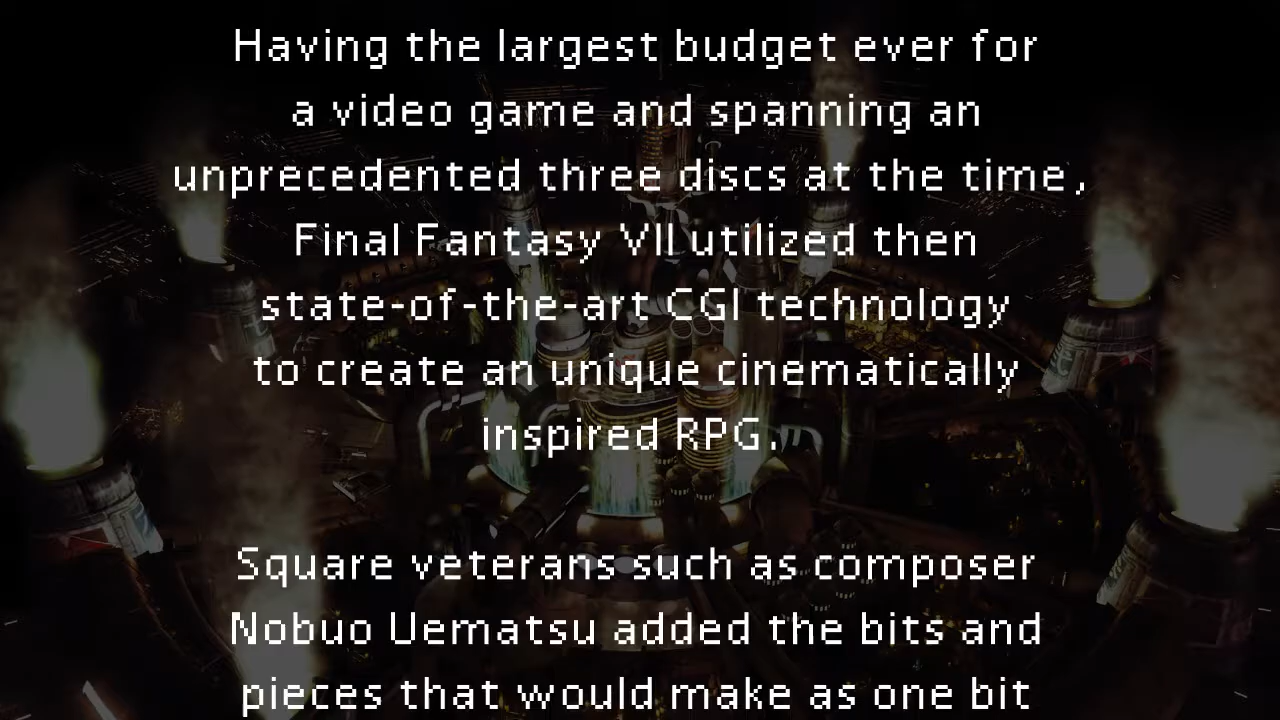 Having the largest budget ever for
a video game and spanning an
unprecedented three discs at the time,
Final Fantasy VII utilized then
state-of-the-art CGI technology
to create an unique cinematically
inspired RPG.
Square veterans such as composer
Nobuo Uematsu added the bits and
pieces that would make as one bit